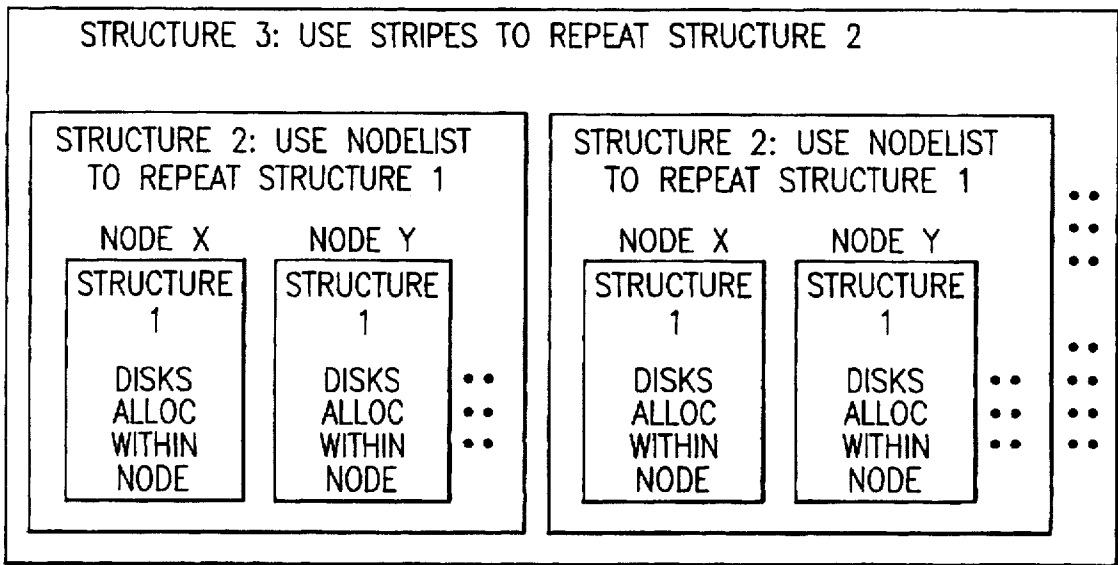 STRUCTURE 3: USE STRIPES TO REPEAT STRUCTURE 2
STRUCTURE 2: USE NODELIST
TO REPEAT STRUCTURE 1
NODE X
STRUCTURE
1
DISKS
ALLOC
WITHIN
NODE
NODE Y
STRUCTURE
1
DISKS
ALLOC
WITHIN
NODE
STRUCTURE 2: USE NODELIST
TO REPEAT STRUCTURE 1
NODE X
STRUCTURE
1
DISKS
ALLOC
WITHIN
NODE
NODE Y
STRUCTURE
1
DISKS
ALLOC
WITHIN
NODE